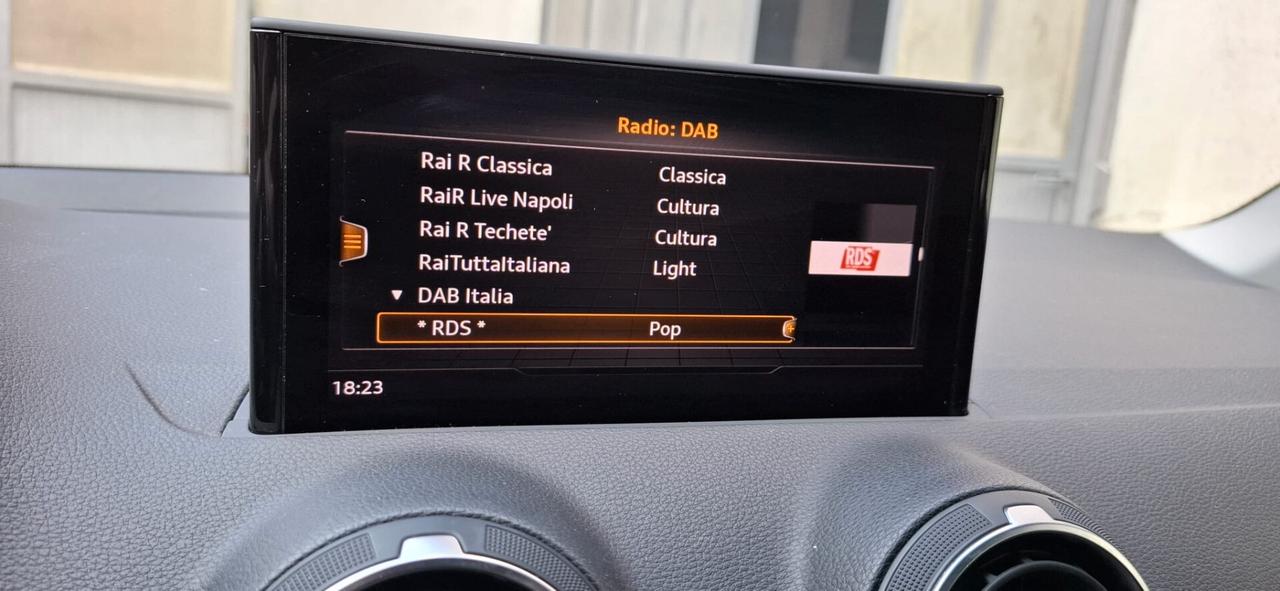 Radio: DAB
Rai R Classica Classica
RaiR Live Napoli Cultura
Rai R Techete' Cultura
RaiTuttaItaliana Light
▼ DAB Italia
* RDS * Pop
RDS
18:23